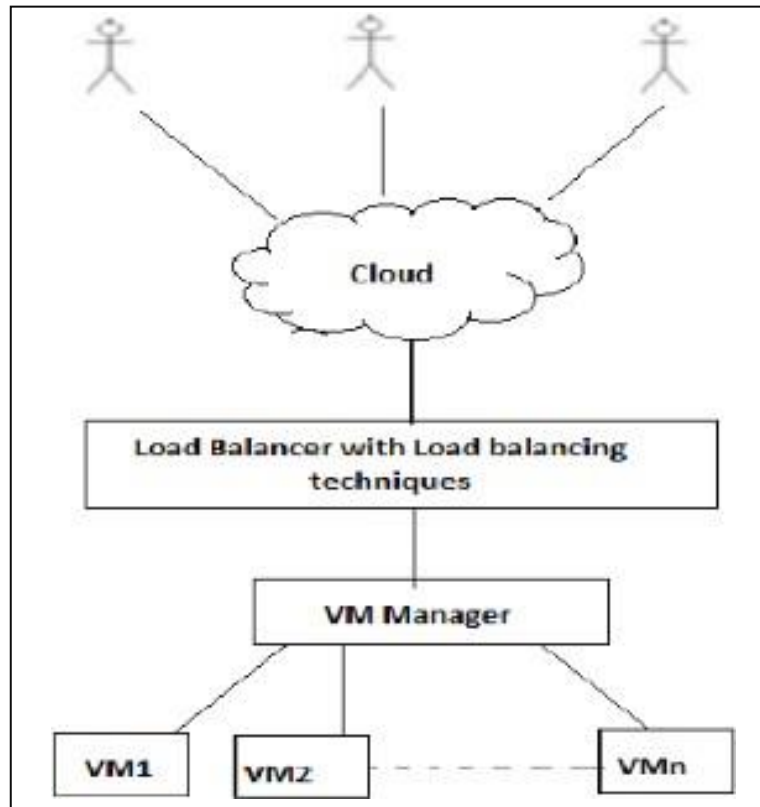 Cloud
Load Balancer with Load balancing
techniques
VM Manager
VM1
VM2
VMn